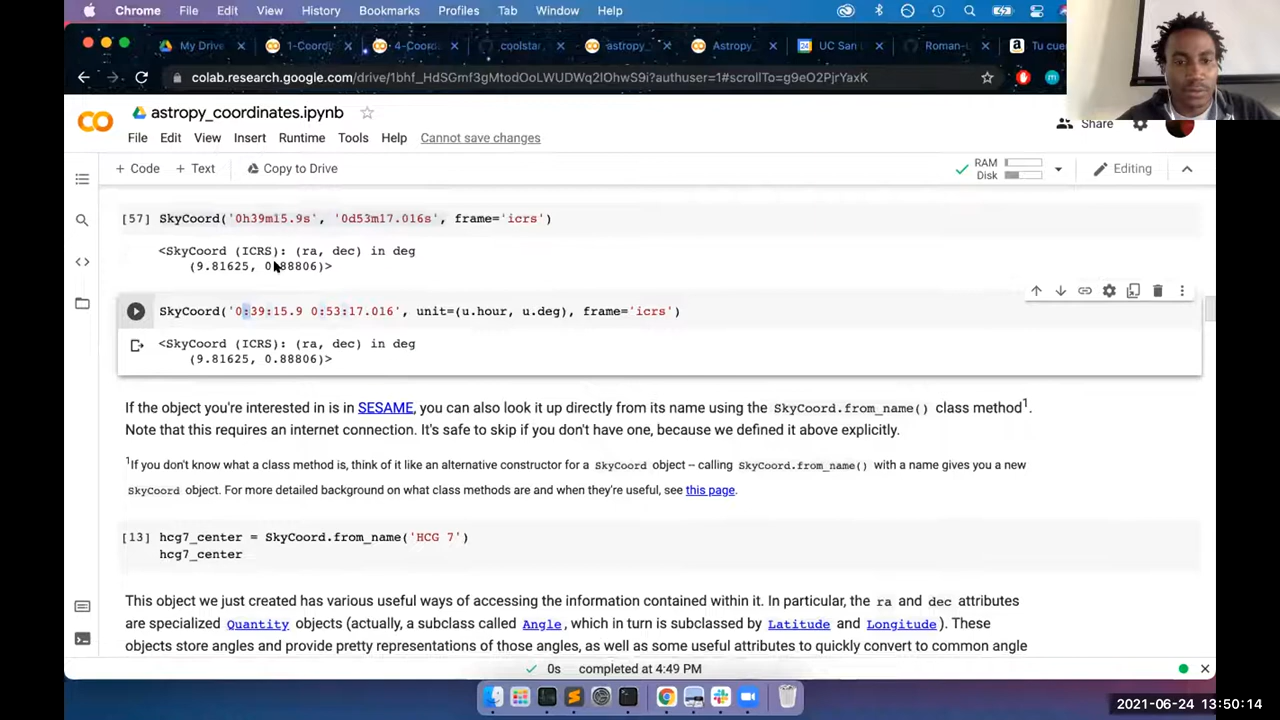 Chrome File Edit View History Bookmarks Profiles Tab Window Help
My Drive 1-Coordi 4-Coord coolstar astropy_ Astropy UC San Roman- Tu cue
colab.research.google.com/drive/1bhf_HdSGmf3gMtodOoLWUDWq2lOhwS9i?authuser=1#scrollTo=g9eO2PjrYaxK
astropy_coordinates.ipynb
File Edit View Insert Runtime Tools Help Cannot save changes
Share
+ Code + Text Copy to Drive
RAM
Disk
Editing
[57] SkyCoord('0h39m15.9s', '0d53m17.016s', frame='icrs')
<SkyCoord (ICRS): (ra, dec) in deg
(9.81625, 0.88806)>
SkyCoord('0:39:15.9 0:53:17.016', unit=(u.hour, u.deg), frame='icrs')
<SkyCoord (ICRS): (ra, dec) in deg
(9.81625, 0.88806)>
If the object you're interested in is in SESAME, you can also look it up directly from its name using the SkyCoord.from_name() class method1.
Note that this requires an internet connection. It's safe to skip if you don't have one, because we defined it above explicitly.
1If you don't know what a class method is, think of it like an alternative constructor for a SkyCoord object -- calling SkyCoord.from_name() with a name gives you a new
SkyCoord object. For more detailed background on what class methods are and when they're useful, see this page.
[13] hcg7_center = SkyCoord.from_name('HCG 7')
hcg7_center
This object we just created has various useful ways of accessing the information contained within it. In particular, the ra and dec attributes
are specialized Quantity objects (actually, a subclass called Angle, which in turn is subclassed by Latitude and Longitude). These
objects store angles and provide pretty representations of those angles, as well as some useful attributes to quickly convert to common angle
0s completed at 4:49 PM
2021-06-24 13:50:14